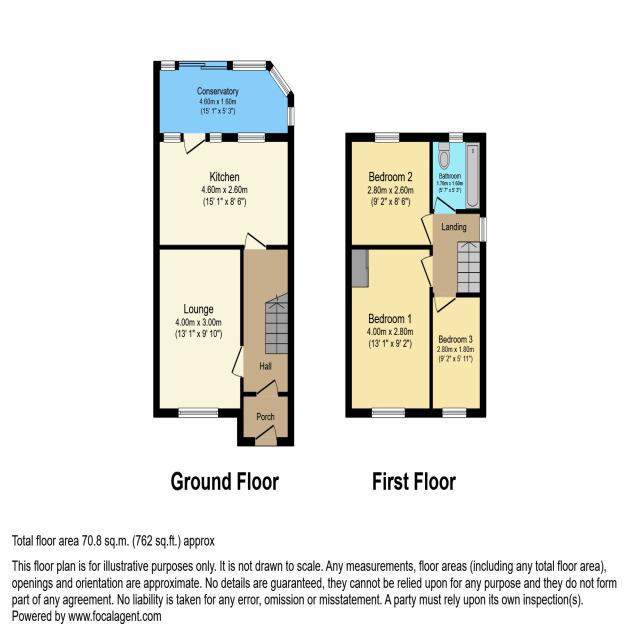 Conservatory
4.60m x 1.60m
(15' 1" x 5' 3")
Kitchen
4.60m x 2.60m
(15' 1" x 8' 6")
Lounge
4.00m x 3.00m
(13' 1" x 9' 10")
Hall
Porch
Bedroom 2
2.80m x 2.60m
(9' 2" x 8' 6")
Bathroom
1.70m x 1.60m
(5' 7" x 5' 3")
Landing
Bedroom 1
4.00m x 2.80m
(13' 1" x 9' 2")
Bedroom 3
2.80m x 1.80m
(9' 2" x 5' 11")
Ground Floor
First Floor
Total floor area 70.8 sq.m. (762 sq.ft.) approx
This floor plan is for illustrative purposes only. It is not drawn to scale. Any measurements, floor areas (including any total floor area),
openings and orientation are approximate. No details are guaranteed, they cannot be relied upon for any purpose and they do not form
part of any agreement. No liability is taken for any error, omission or misstatement. A party must rely upon its own inspection(s).
Powered by www.focalagent.com